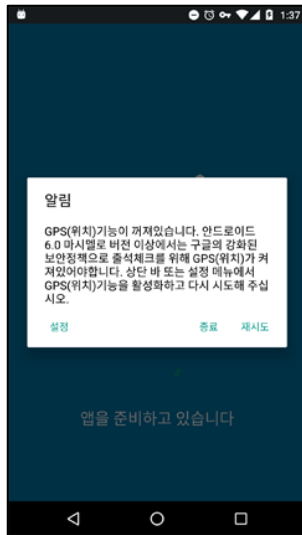 1:37
알림
GPS(위치)기능이 꺼져있습니다. 안드로이드
6.0 마시멜로 버전 이상에서는 구글의 강화된
보안정책으로 출석체크를 위해 GPS(위치)가 켜
져있어야합니다. 상단 바 또는 설정 메뉴에서
GPS(위치)기능을 활성화하고 다시 시도해 주십
시오.
설정 종료 재시도
앱을 준비하고 있습니다